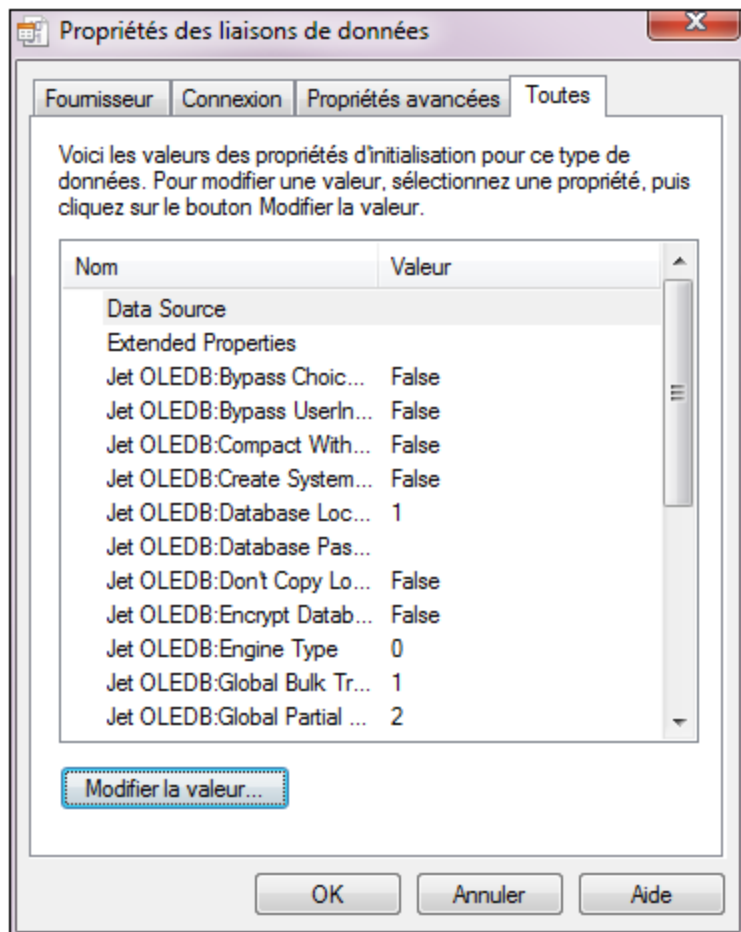 Propriétés des liaisons de données
Fournisseur Connexion Propriétés avancées Toutes
Voici les valeurs des propriétés d'initialisation pour ce type de
données. Pour modifier une valeur, sélectionnez une propriété, puis
cliquez sur le bouton Modifier la valeur.
Nom Valeur
Data Source
Extended Properties
Jet OLEDB:Bypass Choic... False
Jet OLEDB:Bypass UserIn... False
Jet OLEDB:Compact With... False
Jet OLEDB:Create System... False
Jet OLEDB:Database Loc... 1
Jet OLEDB:Database Pas...
Jet OLEDB:Don't Copy Lo... False
Jet OLEDB:Encrypt Datab... False
Jet OLEDB:Engine Type 0
Jet OLEDB:Global Bulk Tr... 1
Jet OLEDB:Global Partial ... 2
Modifier la valeur...
OK Annuler Aide